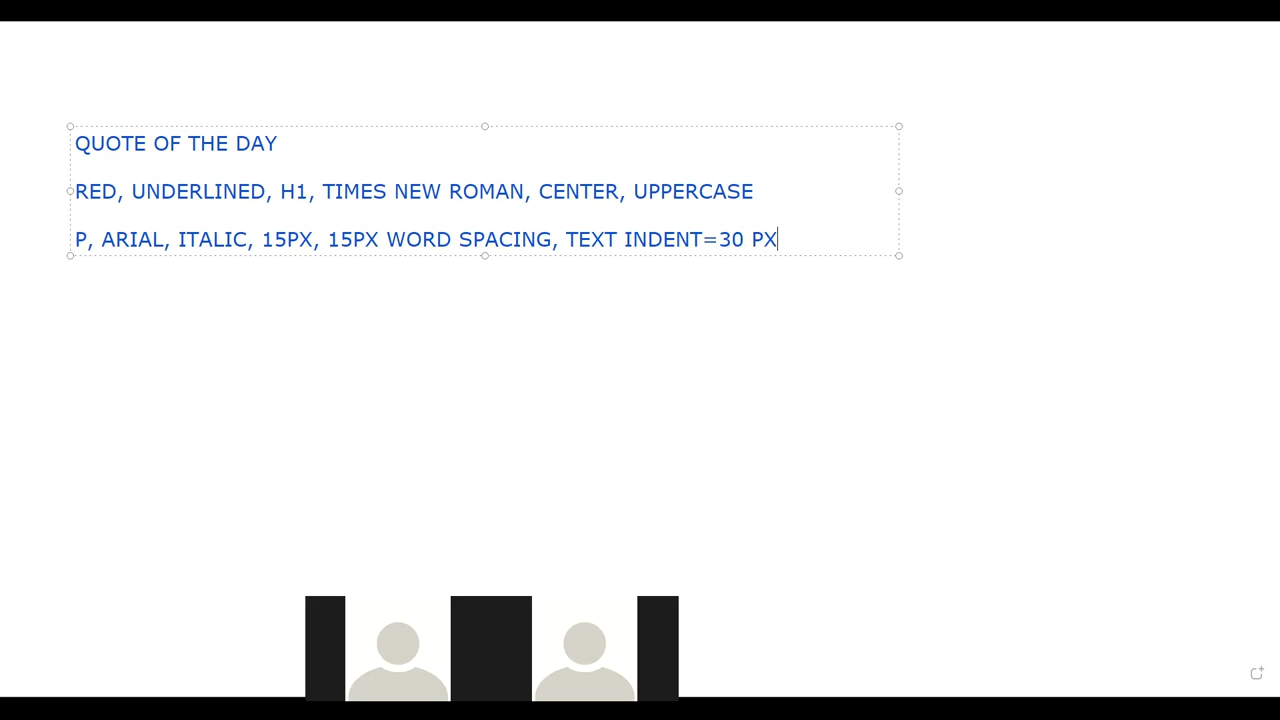 QUOTE OF THE DAY
RED, UNDERLINED, H1, TIMES NEW ROMAN, CENTER, UPPERCASE
P, ARIAL, ITALIC, 15PX, 15PX WORD SPACING, TEXT INDENT=30 PX